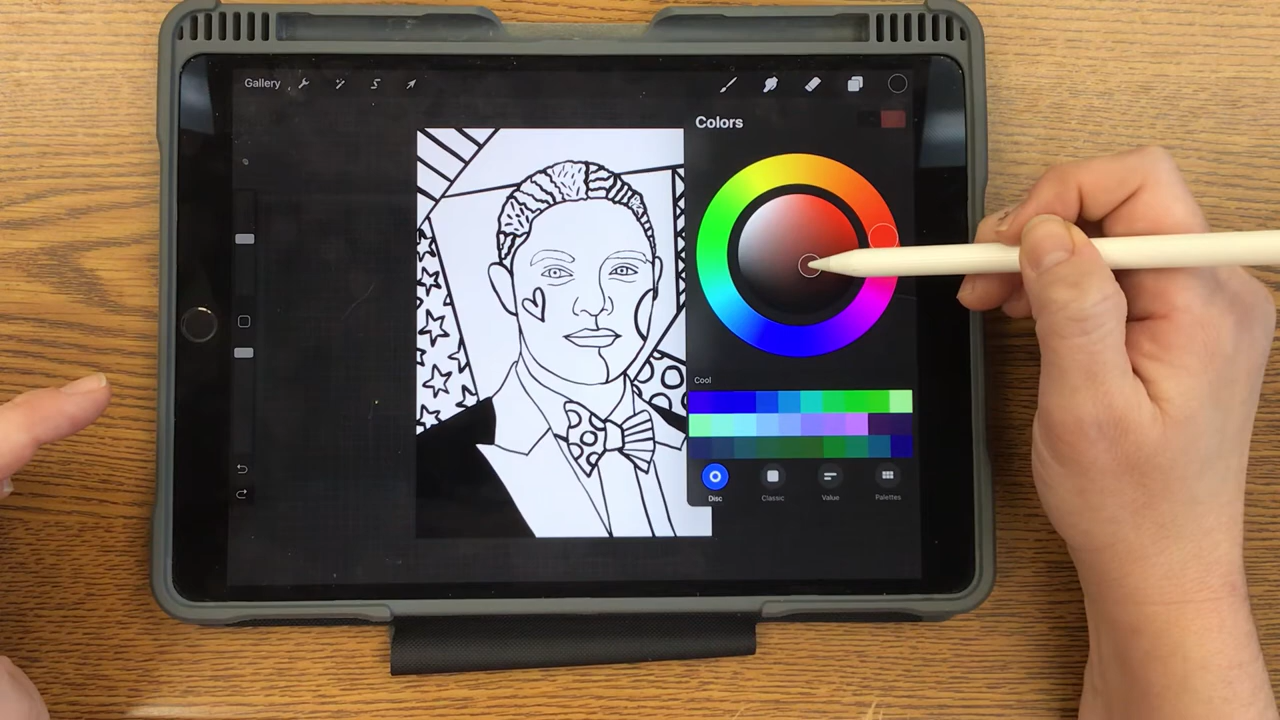 Gallery
Colors
Cool
Disc
Classic
Value
Palettes